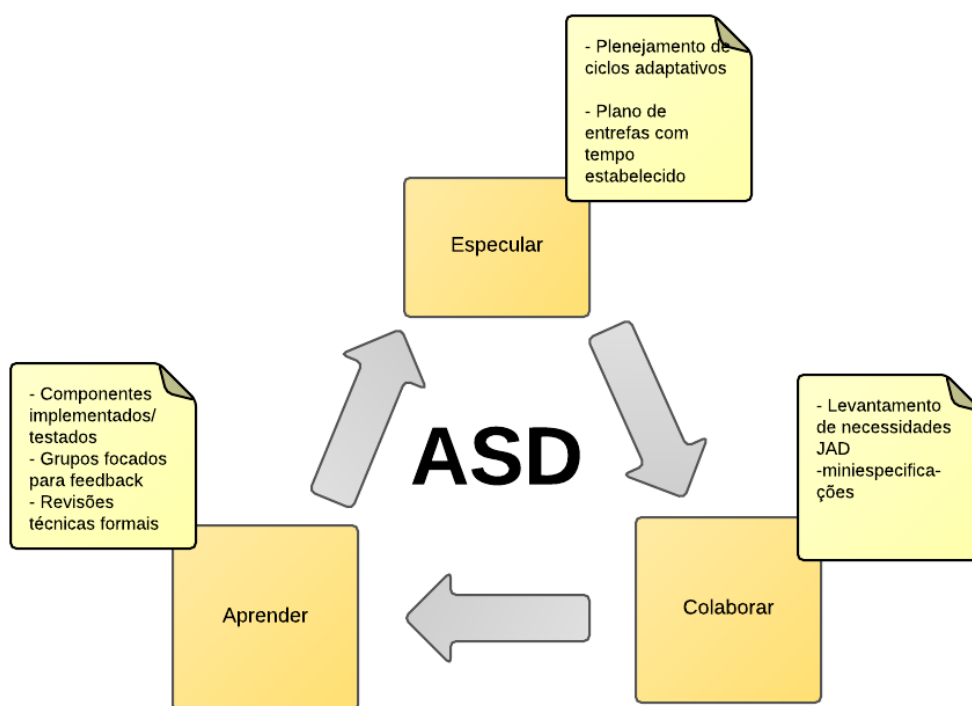 - Plenejamento de
ciclos adaptativos
- Plano de
entrefas com
tempo
estabelecido
Especular
- Componentes
implementados/
testados
- Grupos focados
para feedback
- Revisões
técnicas formais
ASD
- Levantamento
de necessidades
JAD
-miniespecifica-
ções
Aprender
Colaborar